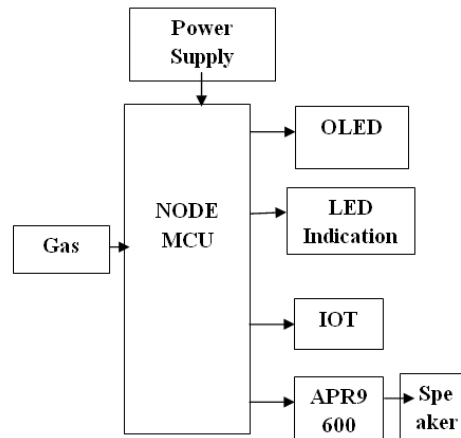 Power
Supply
OLED
NODE
MCU
LED
Indication
Gas
IOT
APR9
600
Spe
aker